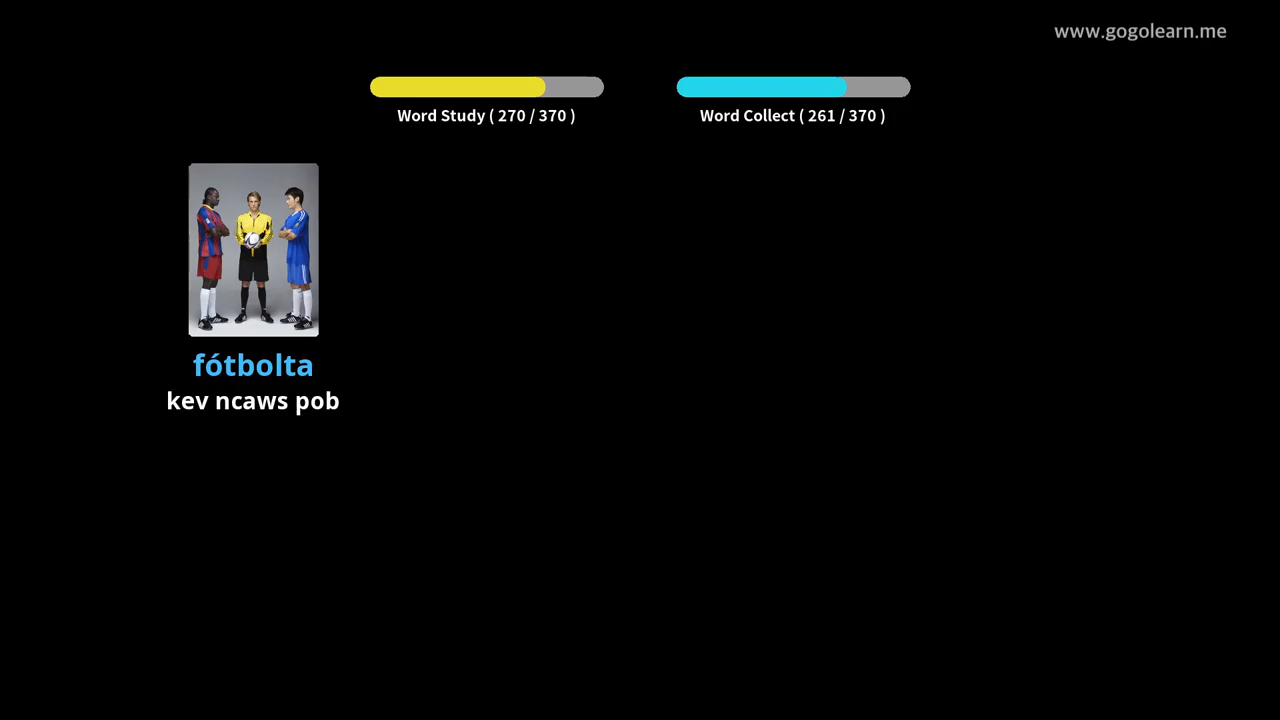 www.gogolearn.me
Word Study ( 270 / 370 )
Word Collect ( 261 / 370 )
fótbolta
kev ncaws pob